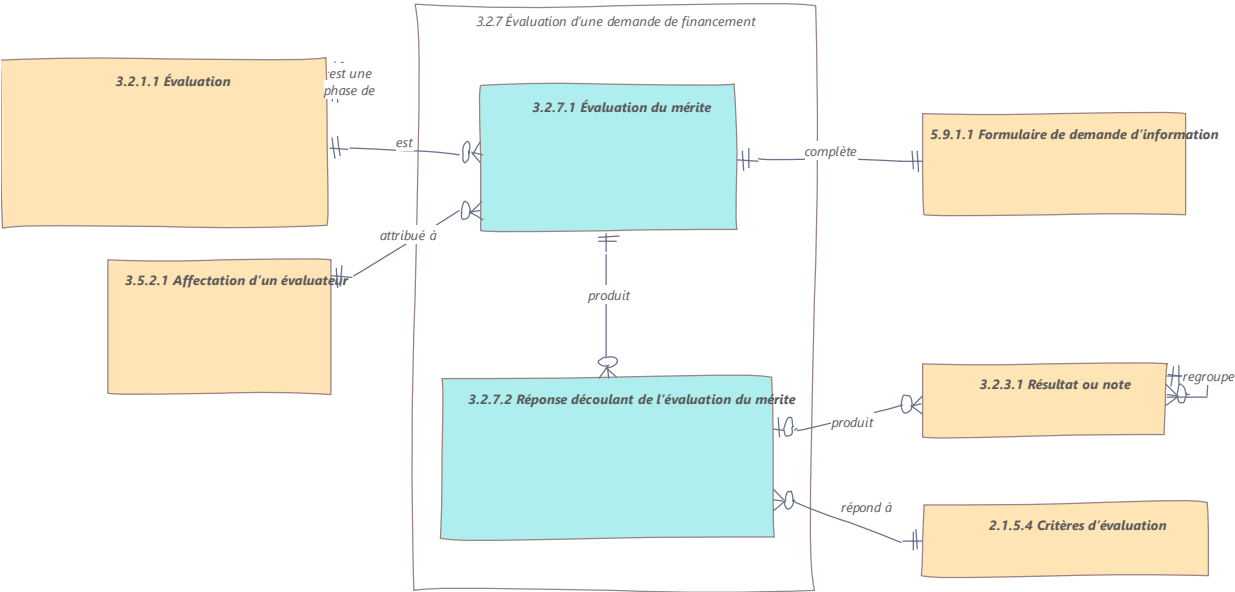 3.2.7 Évaluation d'une demande de financement
3.2.1.1 Évaluation
est une
phase de
3.2.7.1 Évaluation du mérite
5.9.1.1 Formulaire de demande d'information
est
complète
attribué à
3.5.2.1 Affectation d'un évaluateur
produit
3.2.7.2 Réponse découlant de l'évaluation du mérite
3.2.3.1 Résultat ou note
regroupe
produit
répond à
2.1.5.4 Critères d'évaluation